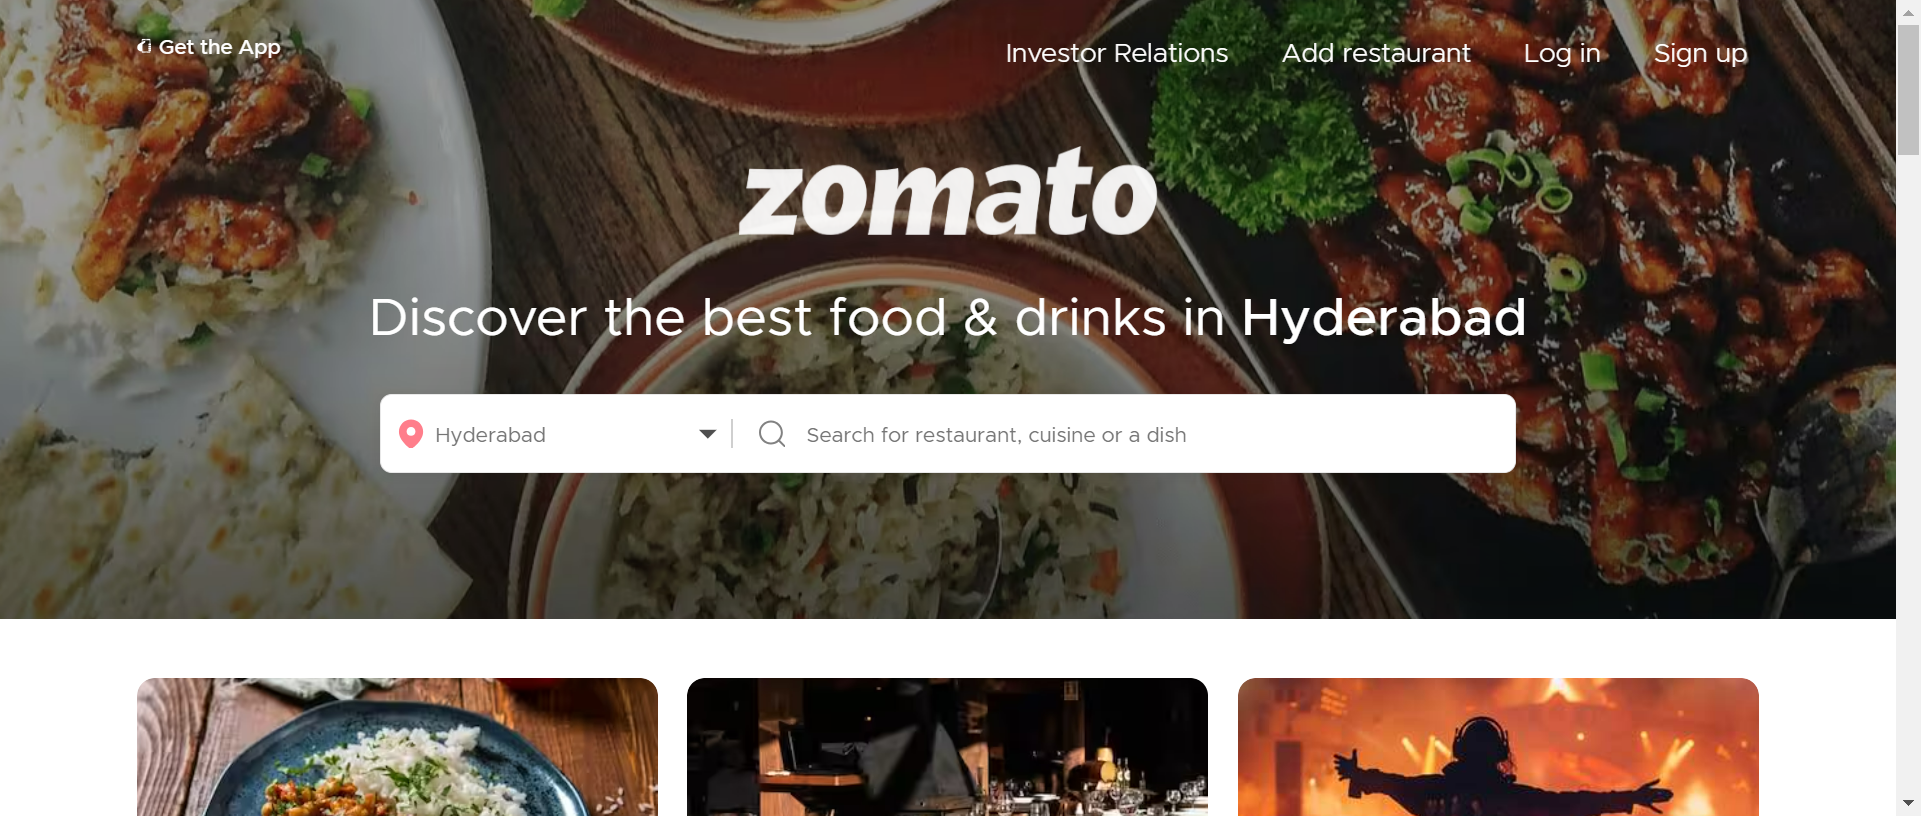 Get the App
Investor Relations
Add restaurant
Log in
Sign up
zomato
Discover the best food & drinks in Hyderabad
Hyderabad
Search for restaurant, cuisine or a dish